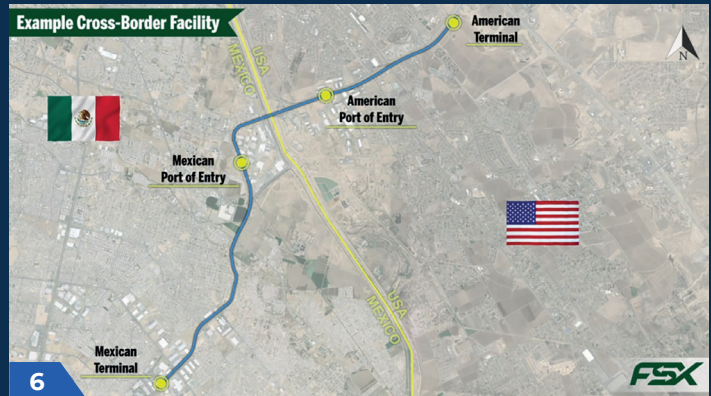 Example Cross-Border Facility
American
Terminal
USA
MEXICO
N
American
Port of Entry
Mexican
Port of Entry
USA
MEXICO
Mexican
Terminal
6
FSX